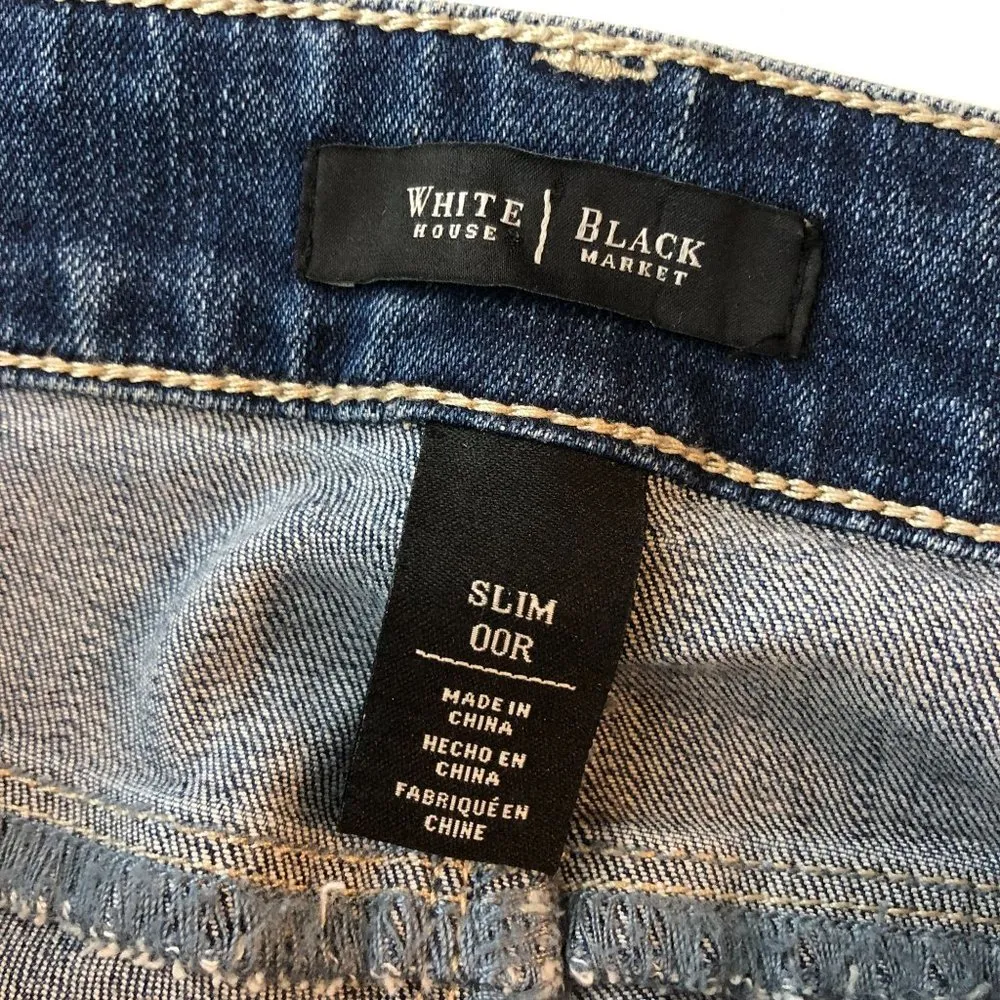 WHITE | BLACK
HOUSE MARKET
SLIM
00R
MADE IN
CHINA
HECHO EN
CHINA
FABRIQUÉ EN
CHINE